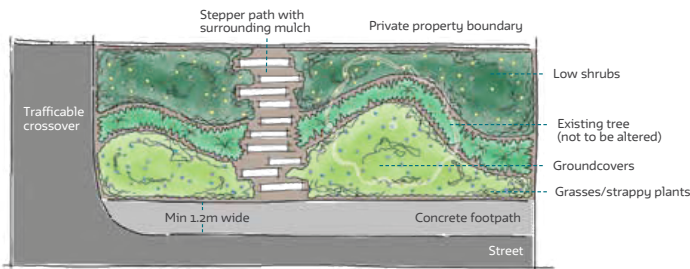 Stepper path with
surrounding mulch
Private property boundary
Low shrubs
Trafficable
crossover
Existing tree
(not to be altered)
Groundcovers
Grasses/strappy plants
Min 1.2m wide
Concrete footpath
Street